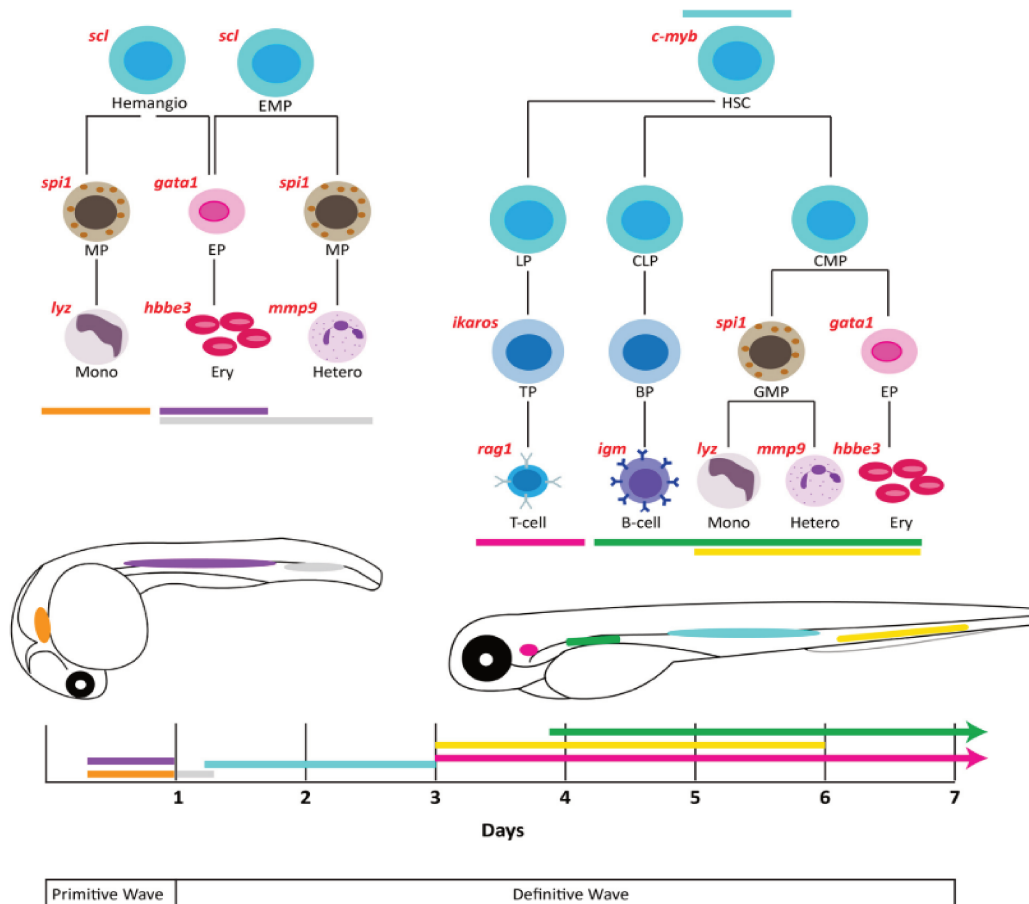 scl
scl
Hemangio
EMP
spi1
gata1
spi1
MP
EP
MP
lyz
hbbe3
mmp9
Mono
Ery
Hetero
c-myb
HSC
LP
CLP
CMP
ikaros
spi1
gata1
TP
BP
GMP
EP
rag1
igm
lyz
mmp9
hbbe3
T-cell
B-cell
Mono
Hetero
Ery
1
2
3
4
5
6
7
Days
Primitive Wave
Definitive Wave